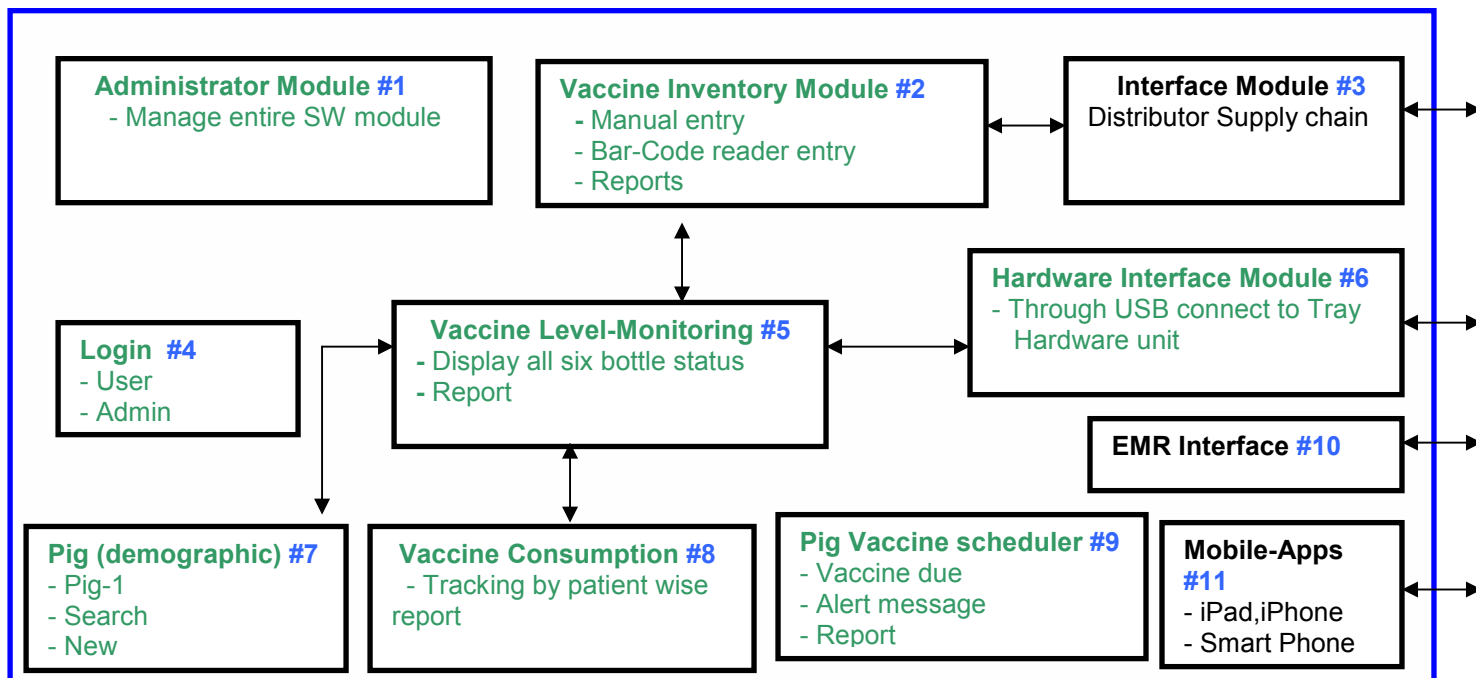 Administrator Module #1
- Manage entire SW module
Vaccine Inventory Module #2
- Manual entry
- Bar-Code reader entry
- Reports
Interface Module #3
Distributor Supply chain
Login #4
- User
- Admin
Vaccine Level-Monitoring #5
- Display all six bottle status
- Report
Hardware Interface Module #6
- Through USB connect to Tray
Hardware unit
EMR Interface #10
Pig (demographic) #7
- Pig-1
- Search
- New
Vaccine Consumption #8
- Tracking by patient wise
report
Pig Vaccine scheduler #9
- Vaccine due
- Alert message
- Report
Mobile-Apps
#11
- iPad,iPhone
- Smart Phone